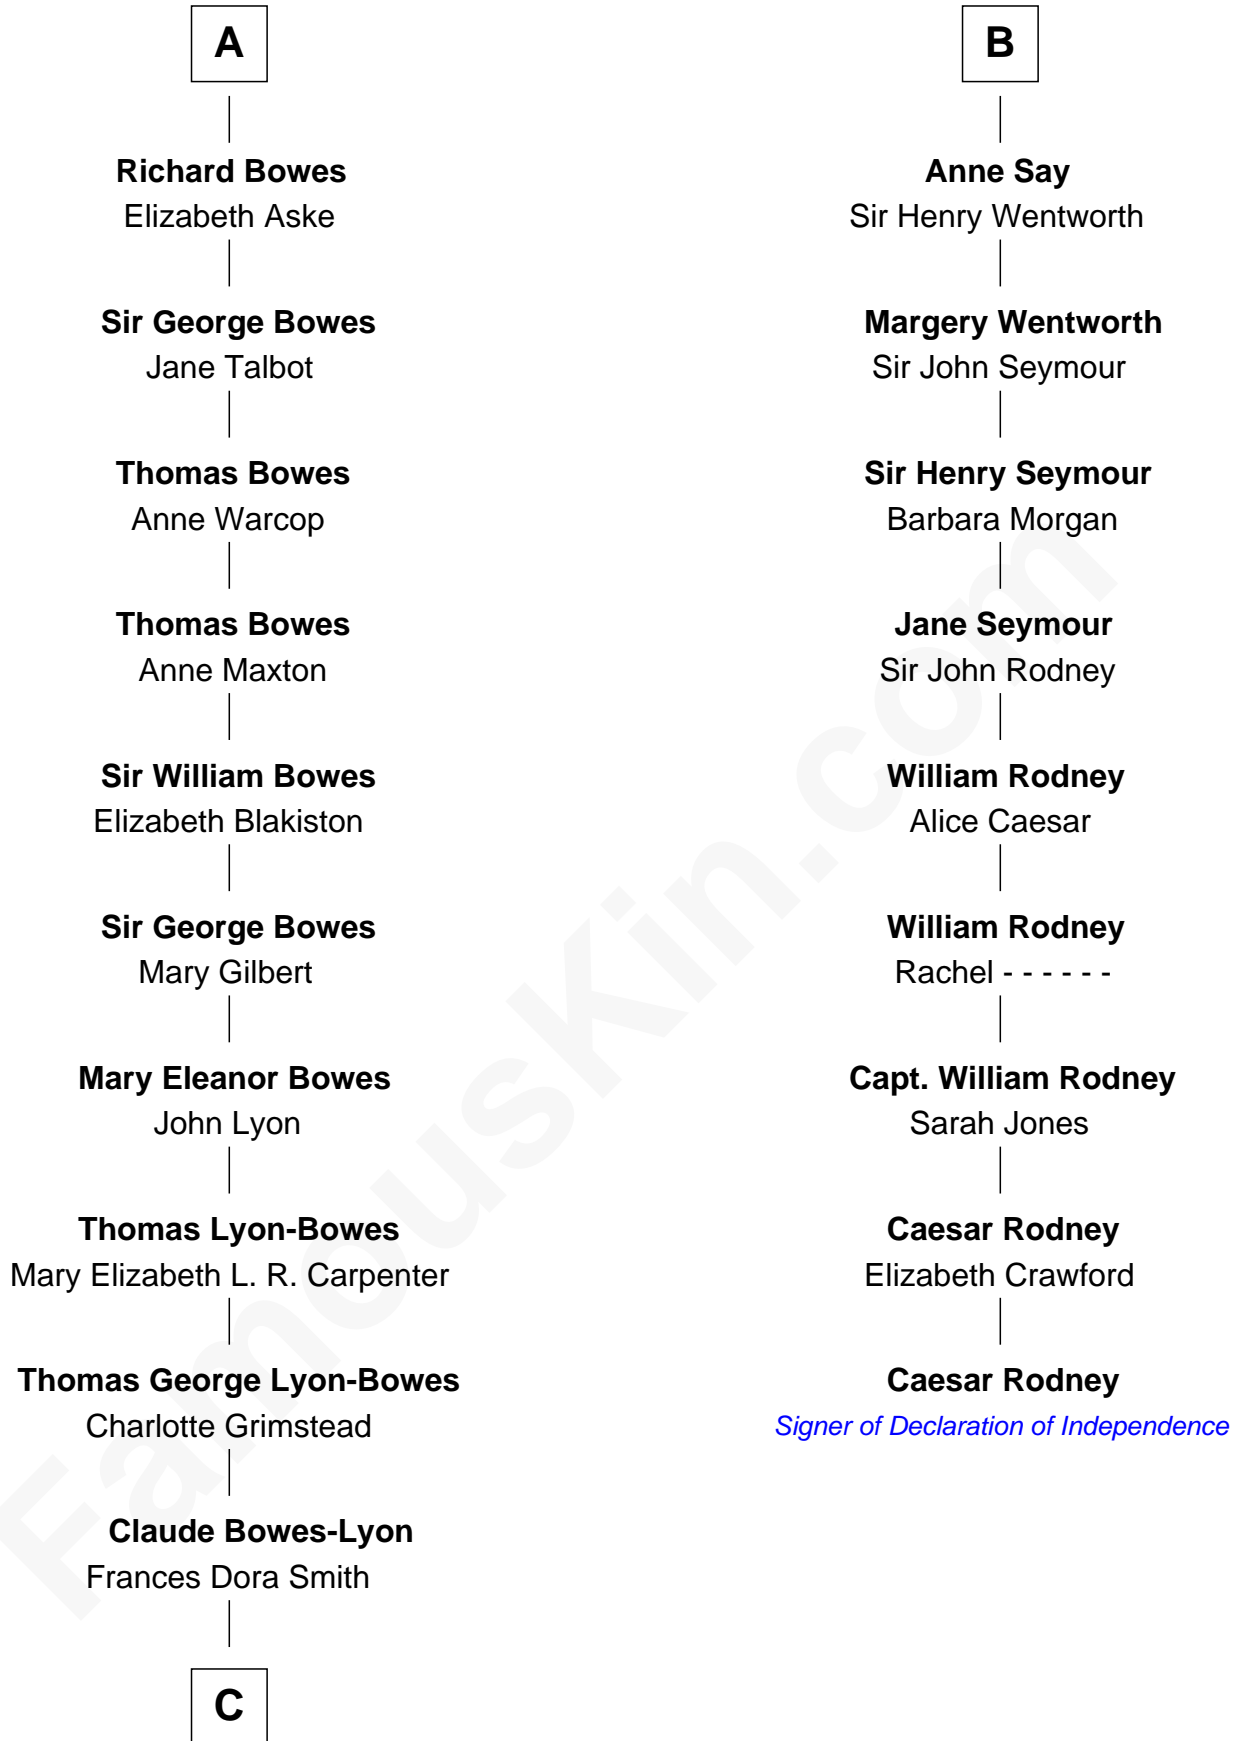 A
Richard Bowes
Elizabeth Aske
Sir George Bowes
Jane Talbot
Thomas Bowes
Anne Warcop
Thomas Bowes
Anne Maxton
Sir William Bowes
Elizabeth Blakiston
Sir George Bowes
Mary Gilbert
Mary Eleanor Bowes
John Lyon
Thomas Lyon-Bowes
Mary Elizabeth L. R. Carpenter
Thomas George Lyon-Bowes
Charlotte Grimstead
Claude Bowes-Lyon
Frances Dora Smith
C
B
Anne Say
Sir Henry Wentworth
Margery Wentworth
Sir John Seymour
Sir Henry Seymour
Barbara Morgan
Jane Seymour
Sir John Rodney
William Rodney
Alice Caesar
William Rodney
Rachel - - - - - -
Capt. William Rodney
Sarah Jones
Caesar Rodney
Elizabeth Crawford
Caesar Rodney
Signer of Declaration of Independence
FamousKin.com